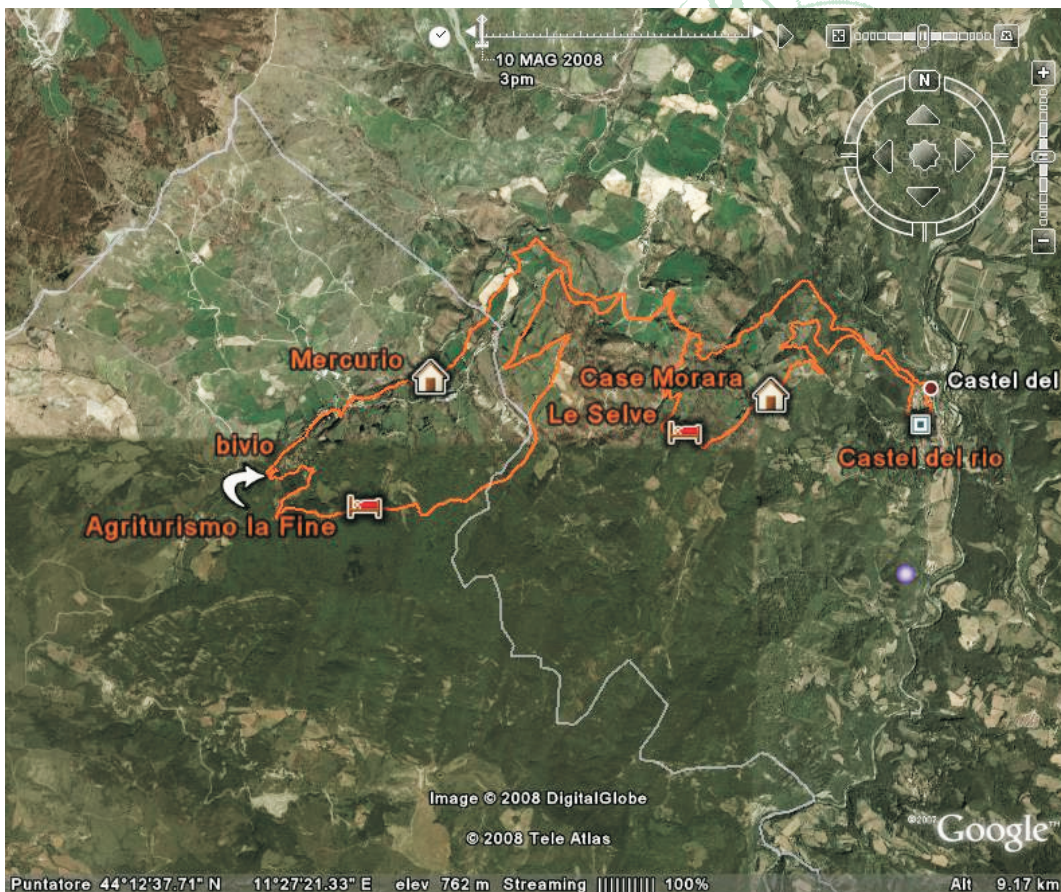 10 MAG 2008
3pm
N
Mercurio
Case Morara
Castel del
Le Selve
bivio
Castel del rio
Agriturismo la Fine
Image © 2008 DigitalGlobe
© 2008 Tele Atlas
©2007 Google™
Puntatore 44°12'37.71" N 11°27'21.33" E elev 762 m Streaming |||||||||| 100% Alt 9.17 km